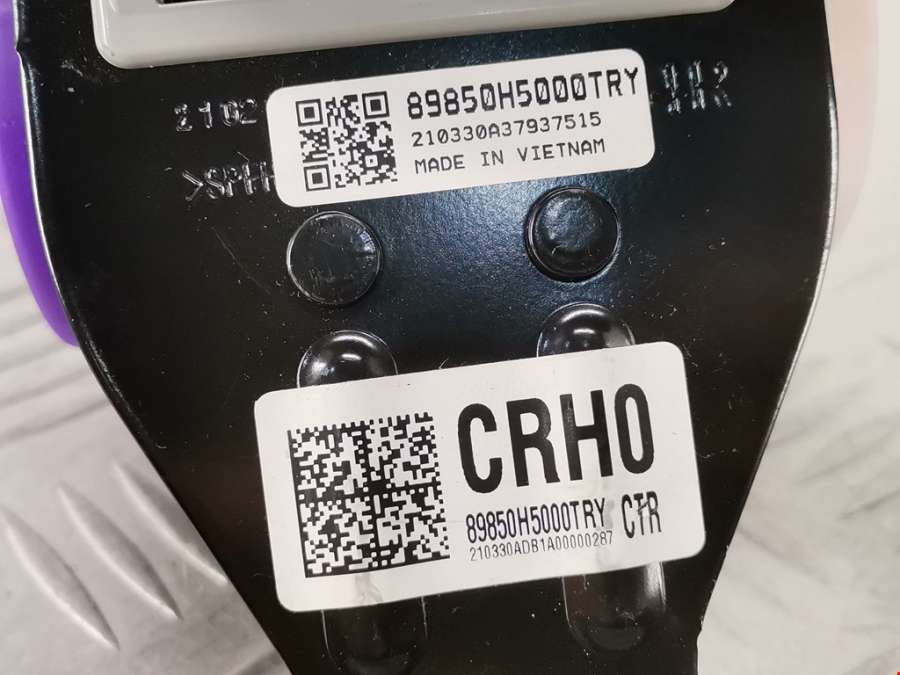 89850H5000TRY
2102
210330A37937515
MADE IN VIETNAM
CRH0
89850H5000TRY CTR
210330ADB1A00000287